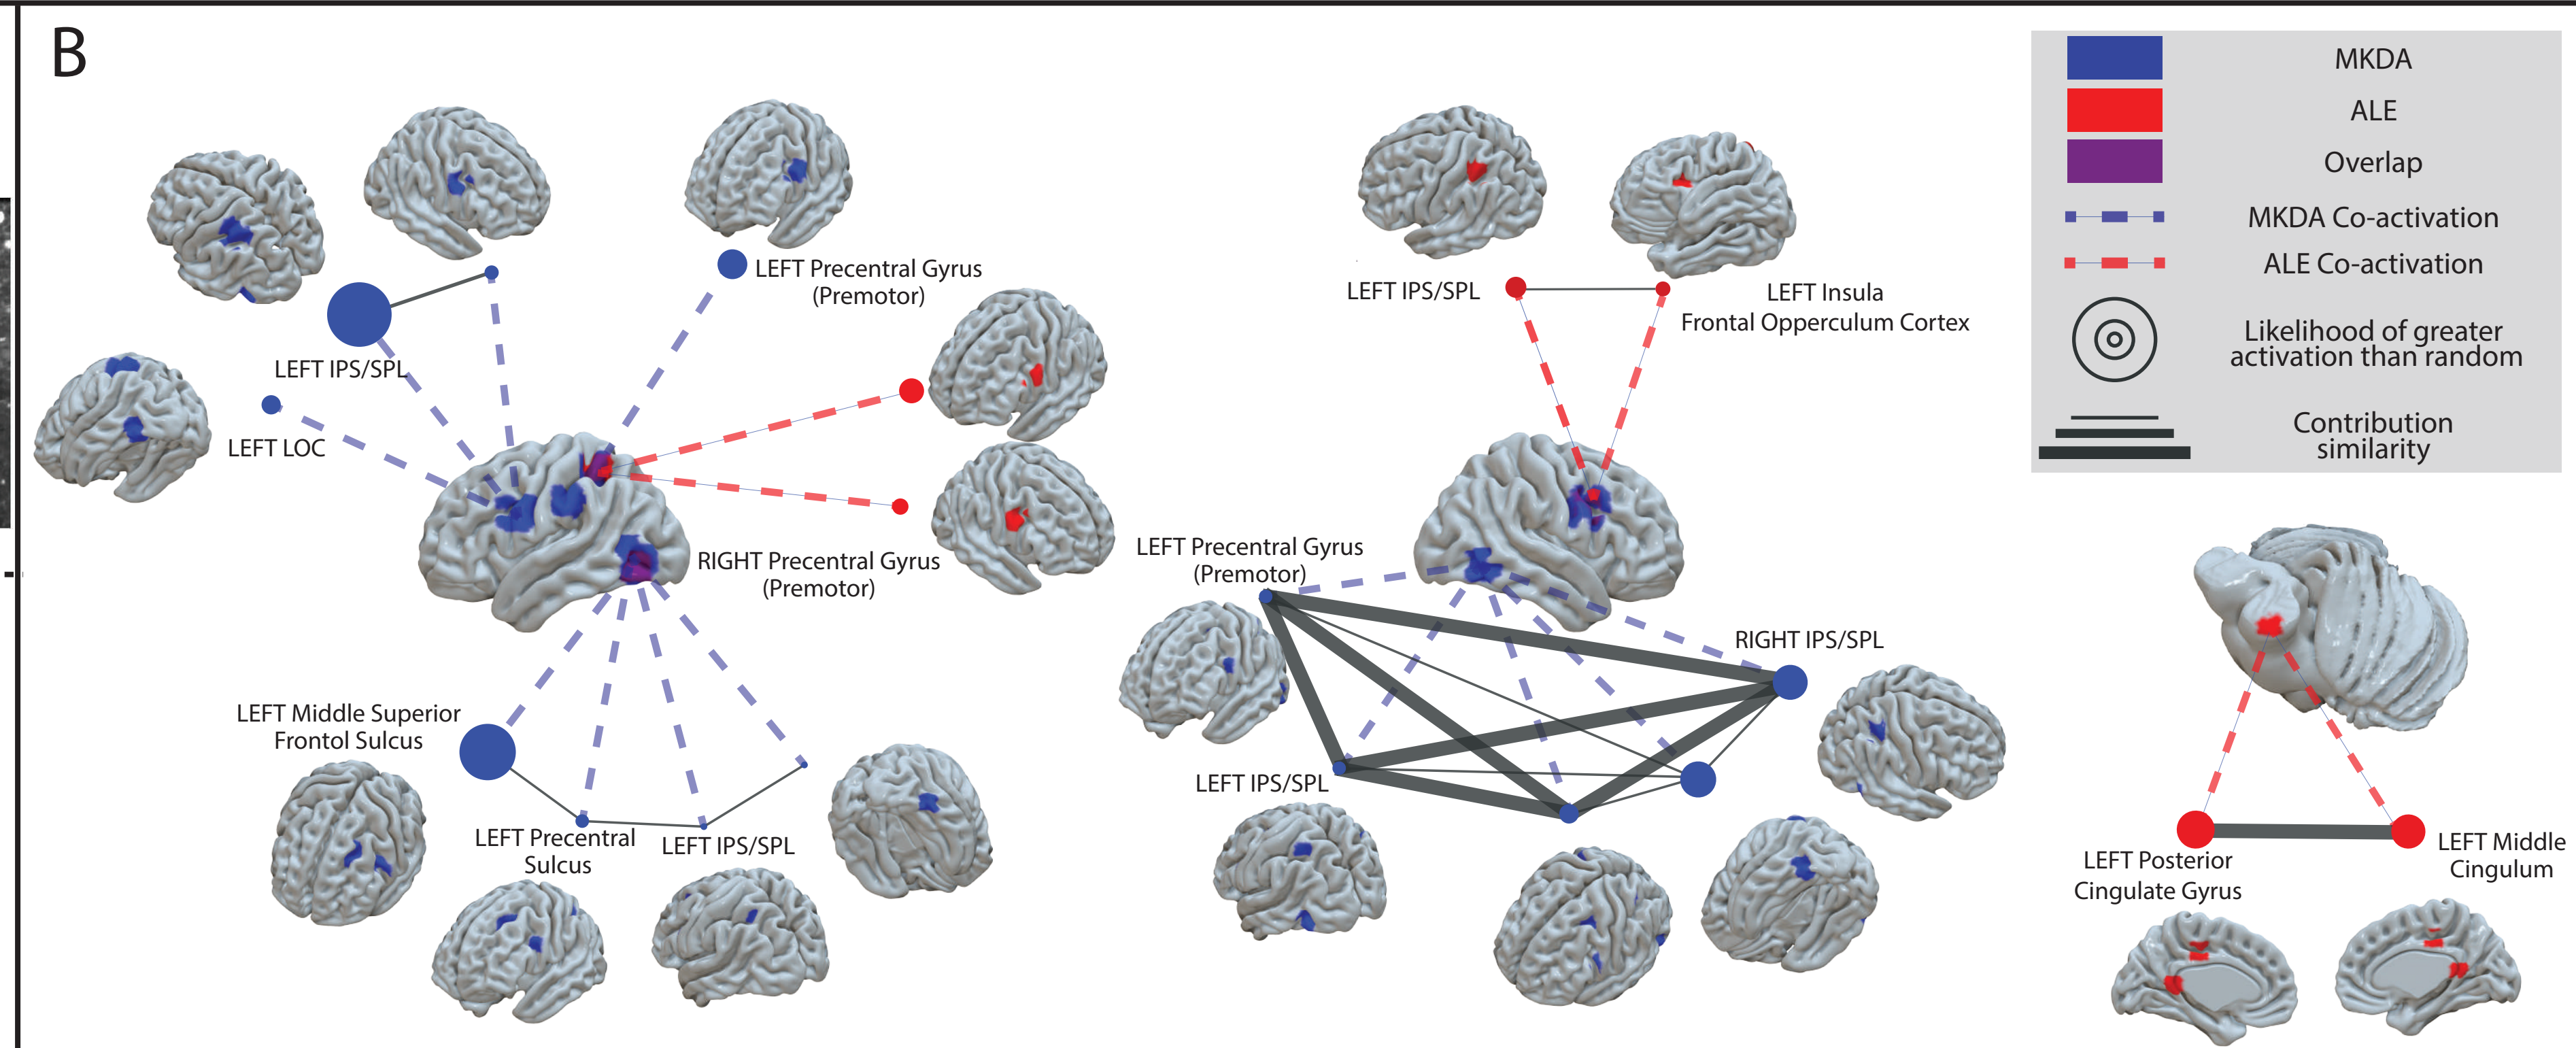 B
LEFT Precentral Gyrus
(Premotor)
LEFT IPS/SPL
LEFT LOC
RIGHT Precentral Gyrus
(Premotor)
LEFT Middle Superior
Frontol Sulcus
LEFT Precentral
Sulcus
LEFT IPS/SPL
LEFT IPS/SPL
LEFT Insula
Frontal Opperculum Cortex
LEFT Precentral Gyrus
(Premotor)
RIGHT IPS/SPL
LEFT IPS/SPL
MKDA
ALE
Overlap
MKDA Co-activation
ALE Co-activation
Likelihood of greater
activation than random
Contribution
similarity
LEFT Posterior
Cingulate Gyrus
LEFT Middle
Cingulum